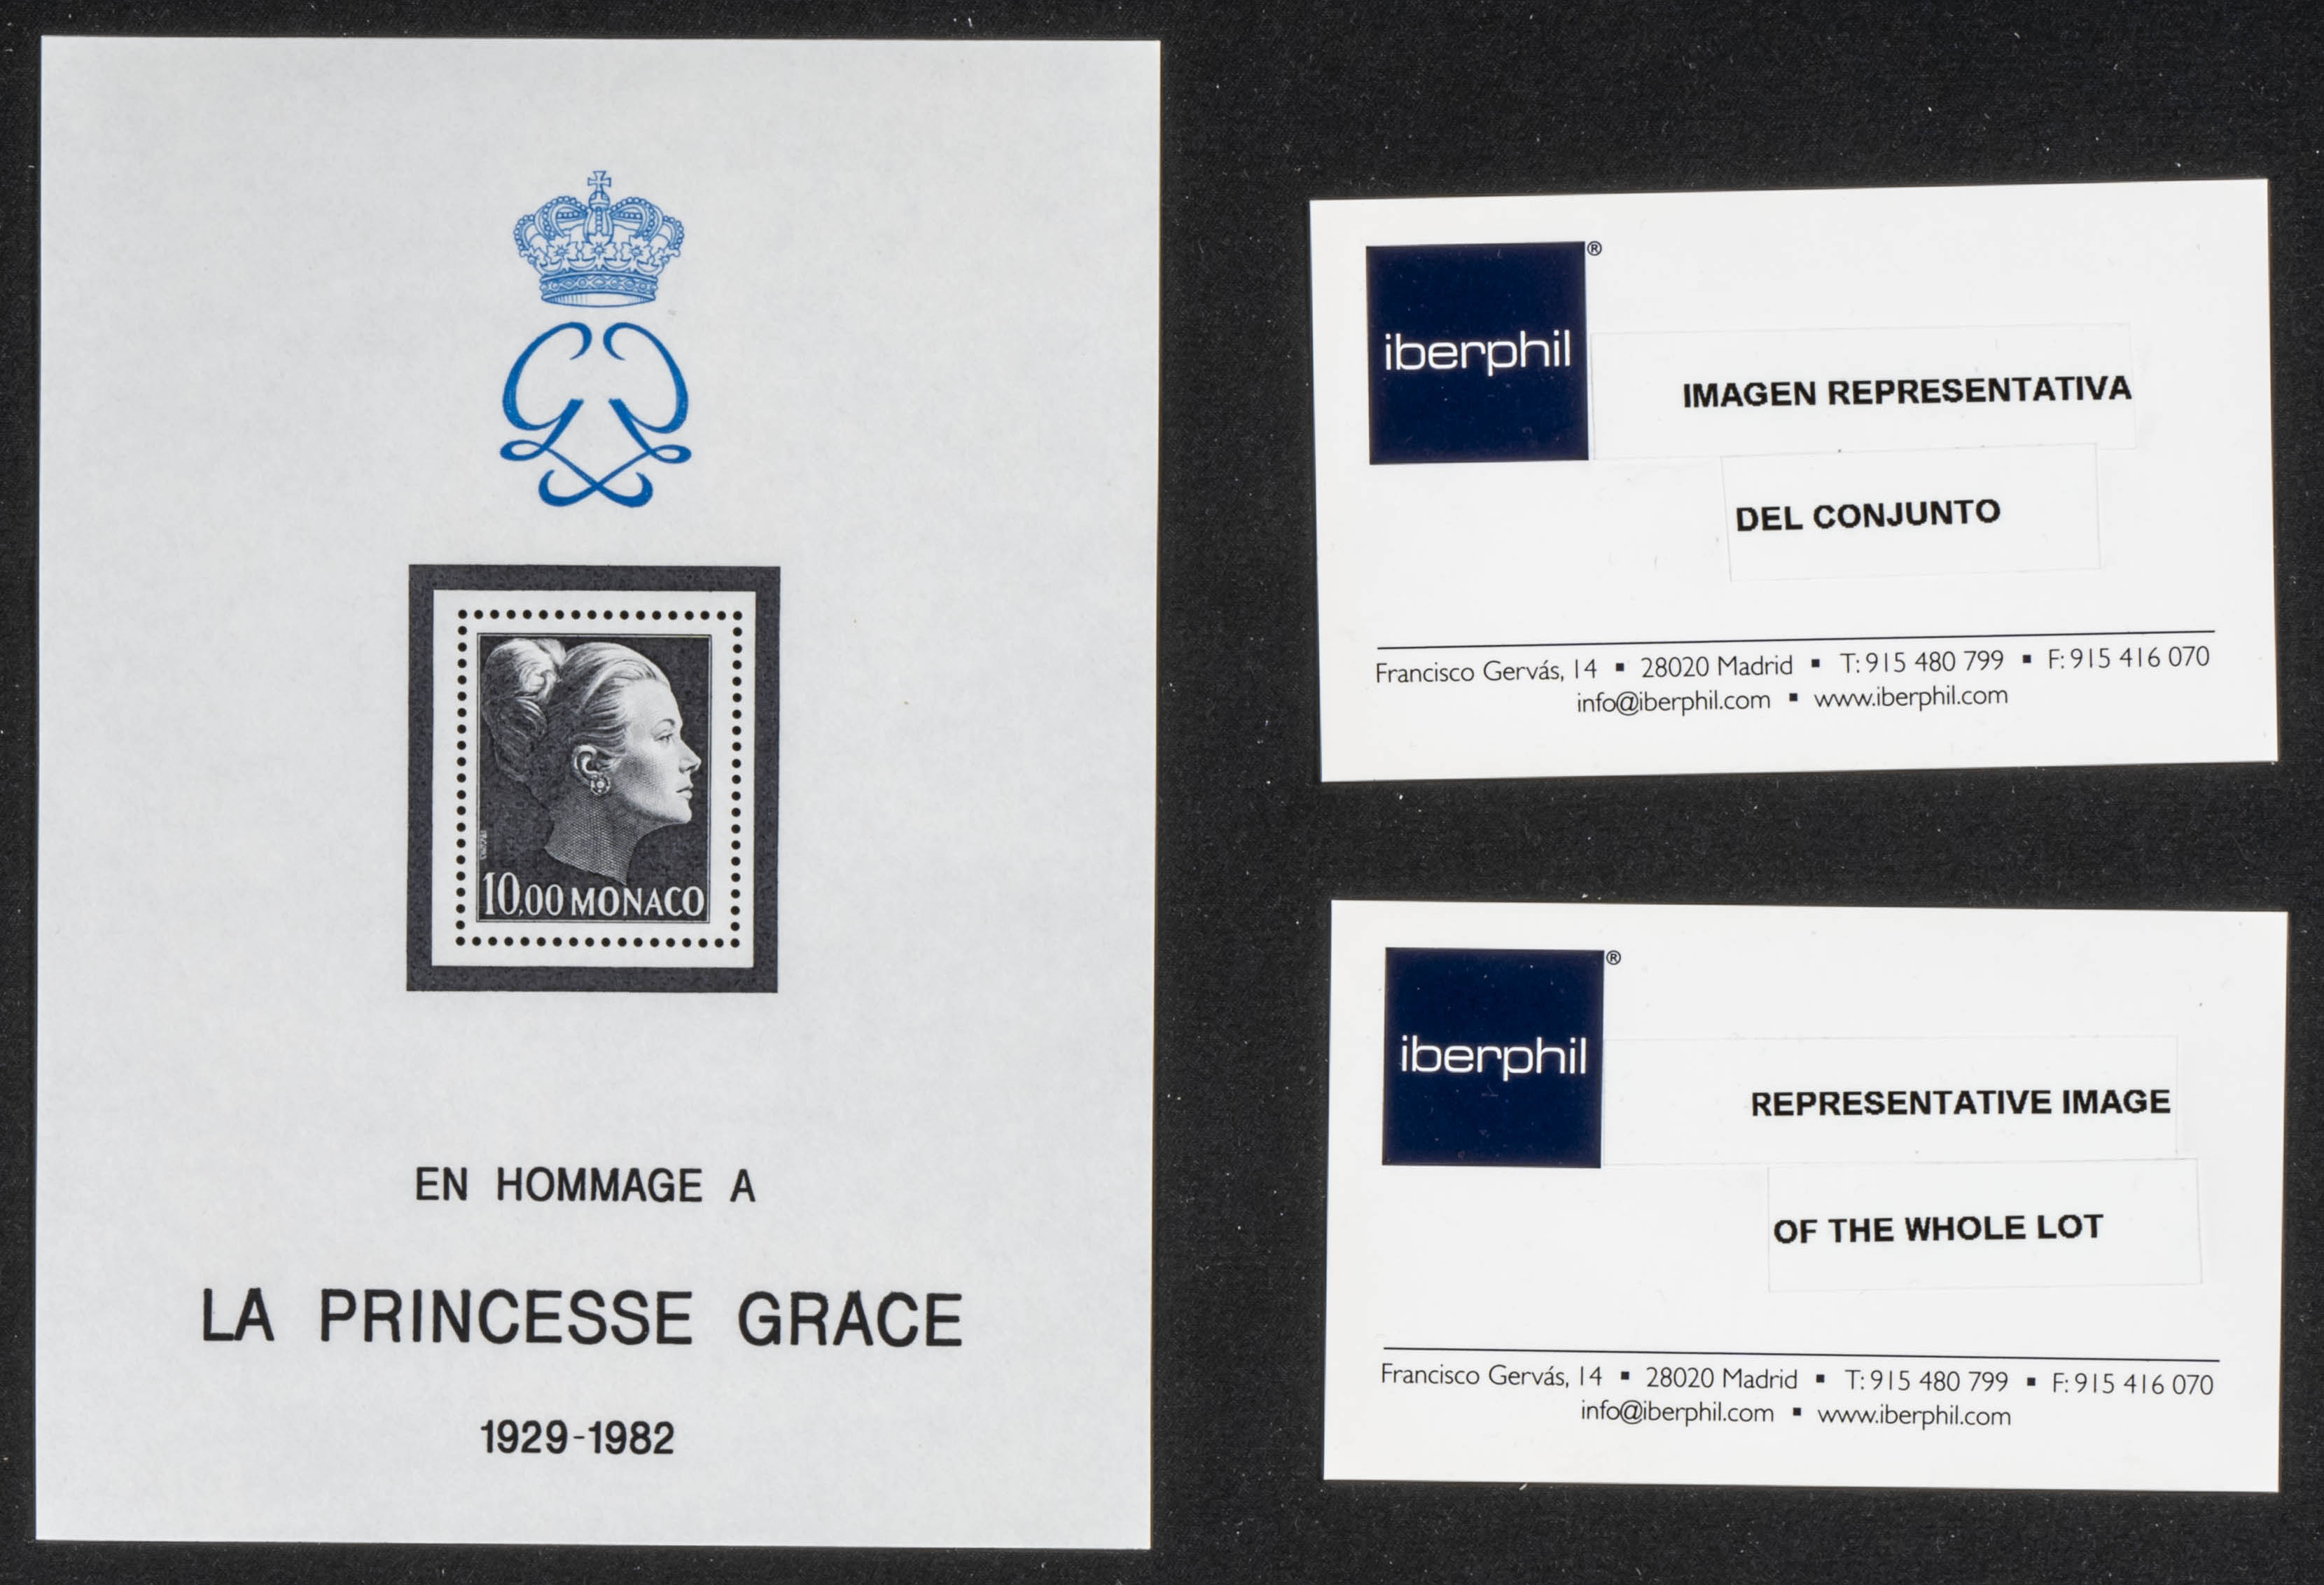 10,00 MONACO
EN HOMMAGE A
LA PRINCESSE GRACE
1929-1982
iberphil®
IMAGEN REPRESENTATIVA
DEL CONJUNTO
Francisco Gervás, 14 ▪ 28020 Madrid ▪ T: 915 480 799 ▪ F: 915 416 070
info@iberphil.com ▪ www.iberphil.com
iberphil®
REPRESENTATIVE IMAGE
OF THE WHOLE LOT
Francisco Gervás, 14 ▪ 28020 Madrid ▪ T: 915 480 799 ▪ F: 915 416 070
info@iberphil.com ▪ www.iberphil.com